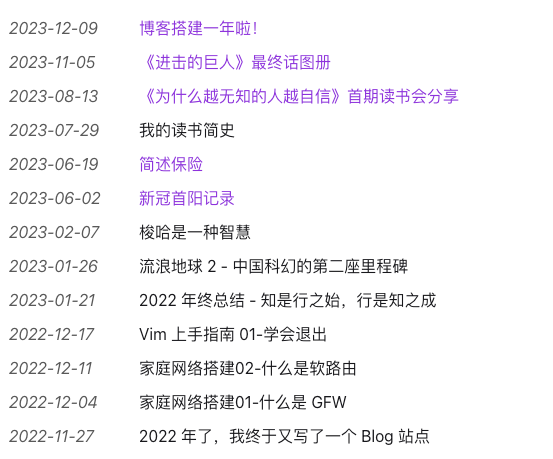 2023-12-09 博客搭建一年啦！
2023-11-05 《进击的巨人》最终话图册
2023-08-13 《为什么越无知的人越自信》首期读书会分享
2023-07-29 我的读书简史
2023-06-19 简述保险
2023-06-02 新冠首阳记录
2023-02-07 梭哈是一种智慧
2023-01-26 流浪地球 2 - 中国科幻的第二座里程碑
2023-01-21 2022 年终总结 - 知是行之始，行是知之成
2022-12-17 Vim 上手指南 01-学会退出
2022-12-11 家庭网络搭建02-什么是软路由
2022-12-04 家庭网络搭建01-什么是 GFW
2022-11-27 2022 年了，我终于又写了一个 Blog 站点